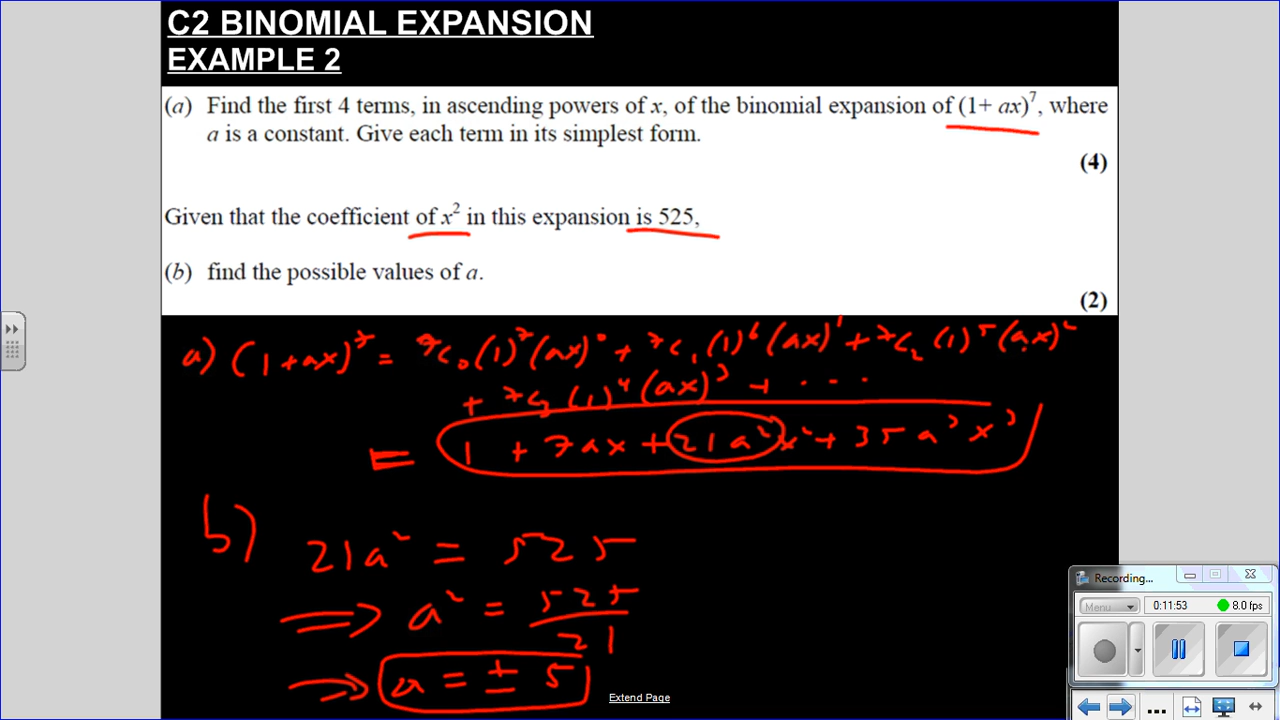 C2 BINOMIAL EXPANSION
EXAMPLE 2
(a) Find the first 4 terms, in ascending powers of x, of the binomial expansion of (1+ ax)⁷, where
a is a constant. Give each term in its simplest form.
(4)
Given that the coefficient of x² in this expansion is 525,
(b) find the possible values of a.
(2)
a) (1+ax)⁷ = ⁷C₀ (1)⁷ (ax)⁰ + ⁷C₁ (1)⁶ (ax)¹ + ⁷C₂ (1)⁵ (ax)²
+ ⁷C₃ (1)⁴ (ax)³ + ...
= 1 + 7ax + 21a²x² + 35a³x³
b)
21a² = 525
⟹ a² = 525/21
⟹ a = ± 5
Extend Page
Recording...
Menu
0:11:53
8.0 fps